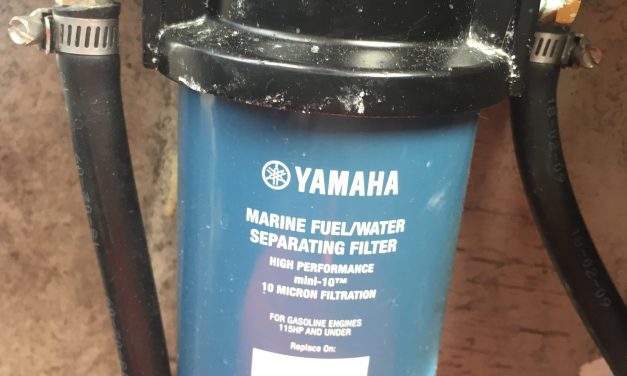 YAMAHA
MARINE FUEL/WATER
SEPARATING FILTER
HIGH PERFORMANCE
mini-10™
10 MICRON FILTRATION
FOR GASOLINE ENGINES
115HP AND UNDER
Replace On: